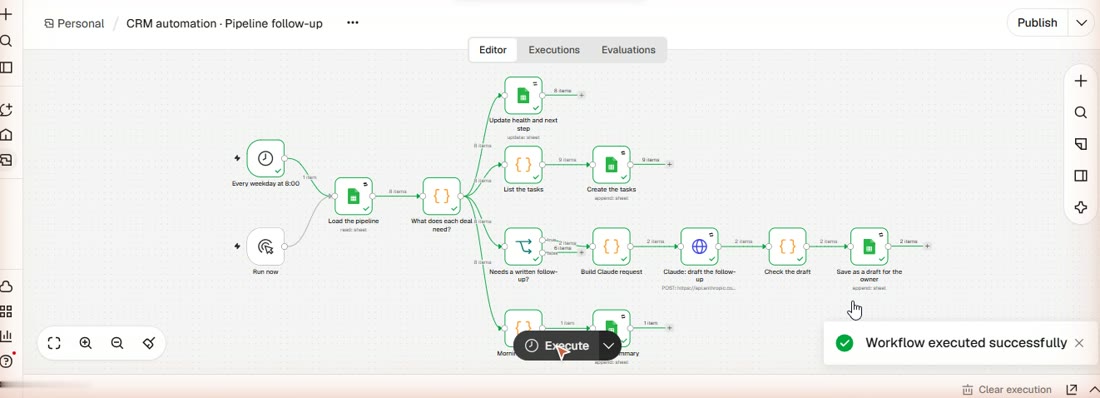 Personal / CRM automation · Pipeline follow-up ...
Publish
Editor Executions Evaluations
8 items
Update health and next
step
update: sheet
8 items
9 items
9 items
Every weekday at 8:00
1 item
8 items
List the tasks
Create the tasks
append: sheet
Load the pipeline
read: sheet
What does each deal
need?
Run now
2 items
6 items
2 items
2 items
2 items
2 items
Needs a written follow-
up?
Build Claude request
Claude: draft the follow-
up
POST: https://api.anthropic.co...
Check the draft
Save as a draft for the
owner
append: sheet
8 items
1 item
1 item
Execute
append: sheet
Workflow executed successfully
Clear execution